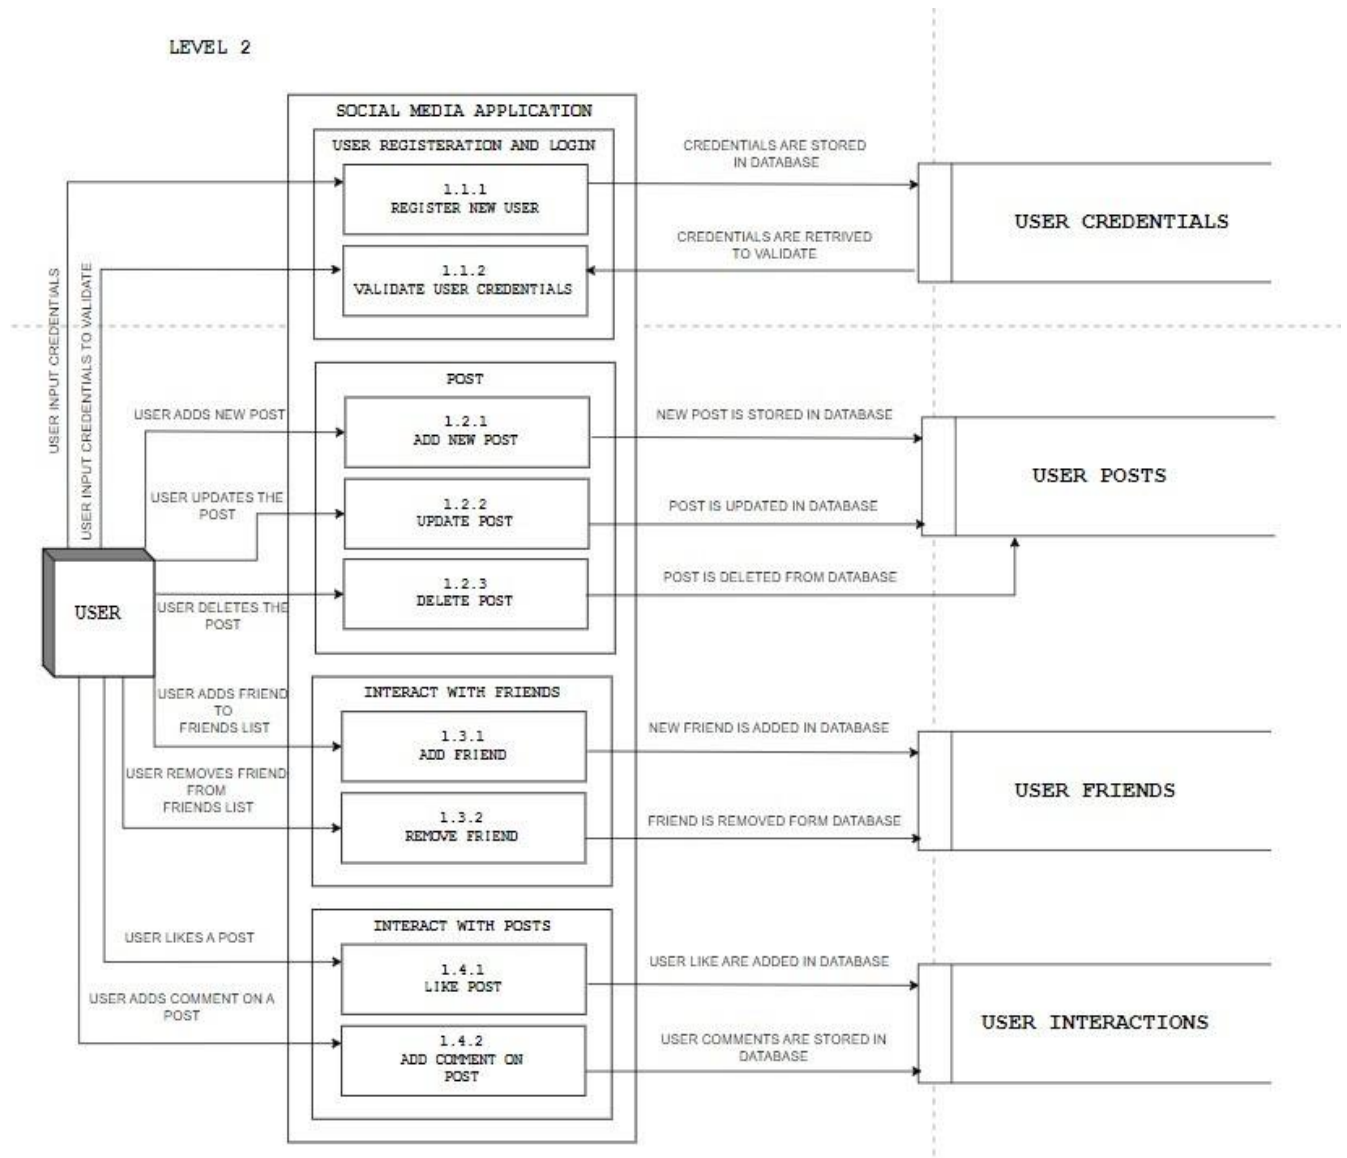 LEVEL 2
SOCIAL MEDIA APPLICATION
USER REGISTERATION AND LOGIN
1.1.1
REGISTER NEW USER
CREDENTIALS ARE STORED
IN DATABASE
USER CREDENTIALS
CREDENTIALS ARE RETRIVED
TO VALIDATE
1.1.2
VALIDATE USER CREDENTIALS
USER INPUT CREDENTIALS
USER INPUT CREDENTIALS TO VALIDATE
POST
USER ADDS NEW POST
1.2.1
ADD NEW POST
NEW POST IS STORED IN DATABASE
USER POSTS
USER UPDATES THE
POST
1.2.2
UPDATE POST
POST IS UPDATED IN DATABASE
1.2.3
DELETE POST
POST IS DELETED FROM DATABASE
USER
USER DELETES THE
POST
INTERACT WITH FRIENDS
USER ADDS FRIEND
TO
FRIENDS LIST
1.3.1
ADD FRIEND
NEW FRIEND IS ADDED IN DATABASE
USER FRIENDS
USER REMOVES FRIEND
FROM
FRIENDS LIST
1.3.2
REMOVE FRIEND
FRIEND IS REMOVED FORM DATABASE
INTERACT WITH POSTS
USER LIKES A POST
1.4.1
LIKE POST
USER LIKE ARE ADDED IN DATABASE
USER INTERACTIONS
USER ADDS COMMENT ON A
POST
1.4.2
ADD COMMENT ON
POST
USER COMMENTS ARE STORED IN
DATABASE